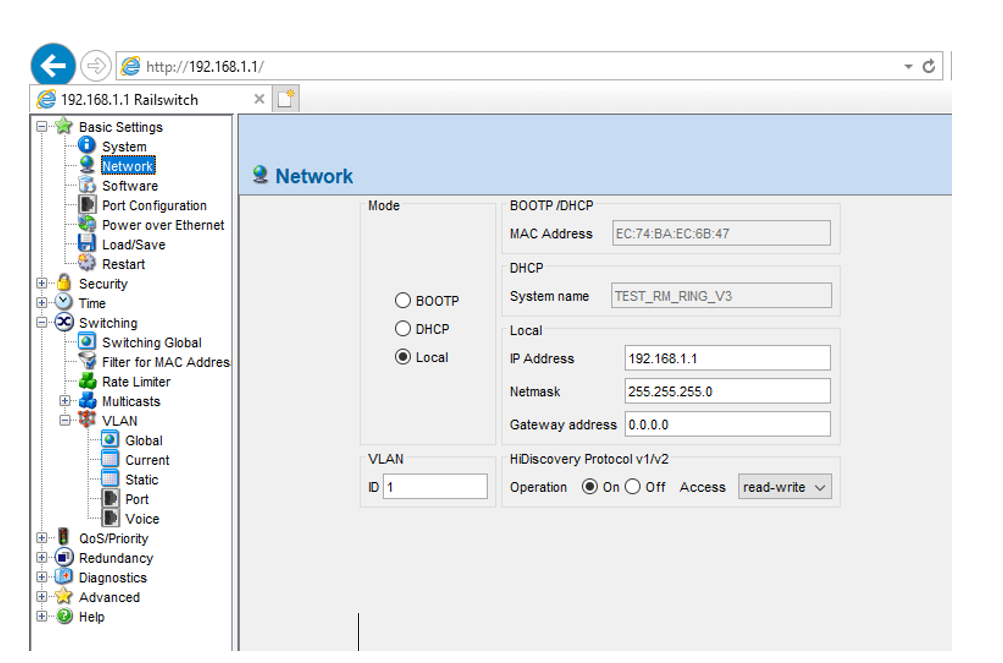 http://192.168.1.1/
192.168.1.1 Railswitch
Basic Settings
System
Network
Software
Port Configuration
Power over Ethernet
Load/Save
Restart
Security
Time
Switching
Switching Global
Filter for MAC Addres
Rate Limiter
Multicasts
VLAN
Global
Current
Static
Port
Voice
QoS/Priority
Redundancy
Diagnostics
Advanced
Help
Network
Mode
BOOTP
DHCP
Local
BOOTP /DHCP
MAC Address EC:74:BA:EC:6B:47
DHCP
System name TEST_RM_RING_V3
Local
IP Address 192.168.1.1
Netmask 255.255.255.0
Gateway address 0.0.0.0
VLAN
ID 1
HiDiscovery Protocol v1/v2
Operation On Off Access read-write